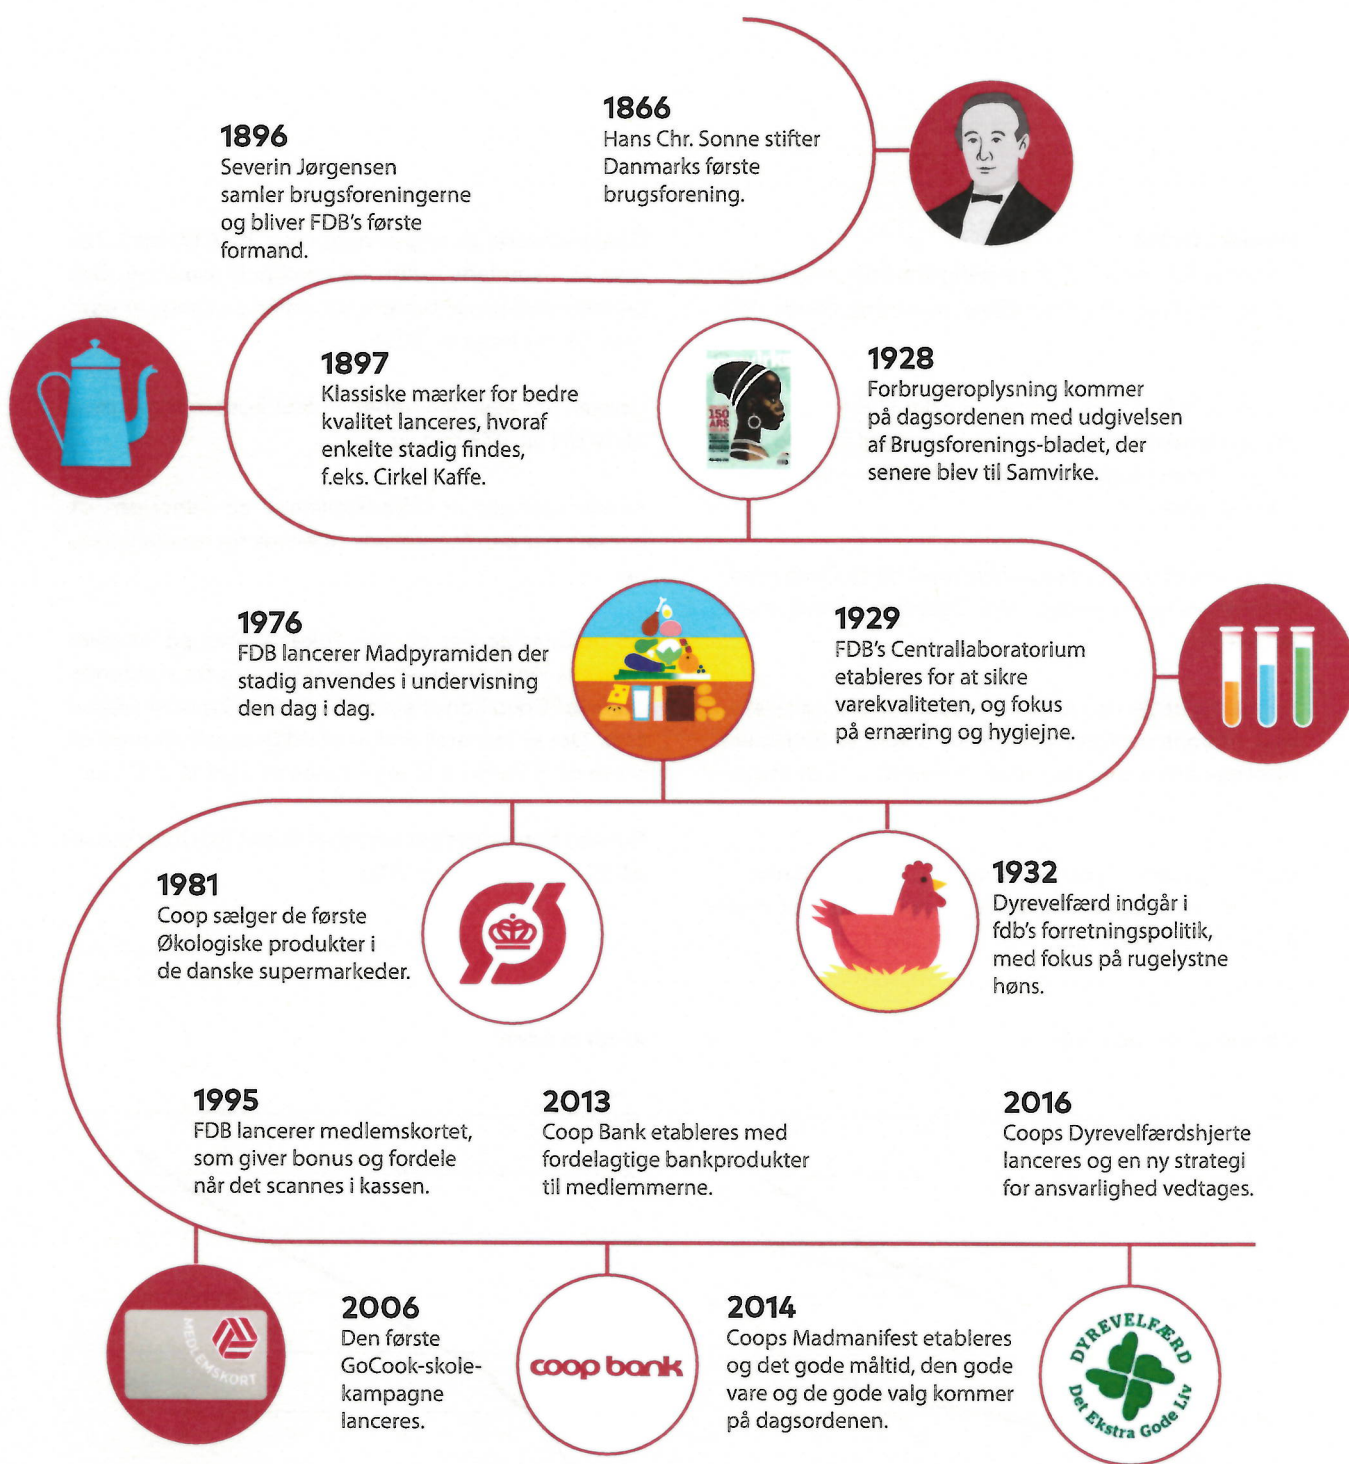 1866
Hans Chr. Sonne stifter
Danmarks første
brugsforening.
1896
Severin Jørgensen
samler brugsforeningerne
og bliver FDB's første
formand.
1897
Klassiske mærker for bedre
kvalitet lanceres, hvoraf
enkelte stadig findes,
f.eks. Cirkel Kaffe.
150
ÅRS
1928
Forbrugeroplysning kommer
på dagsordenen med udgivelsen
af Brugsforenings-bladet, der
senere blev til Samvirke.
1929
FDB's Centrallaboratorium
etableres for at sikre
varekvaliteten, og fokus
på ernæring og hygiejne.
1932
Dyrevelfærd indgår i
fdb's forretningspolitik,
med fokus på rugelystne
høns.
1976
FDB lancerer Madpyramiden der
stadig anvendes i undervisning
den dag i dag.
1981
Coop sælger de første
Økologiske produkter i
de danske supermarkeder.
1995
FDB lancerer medlemskortet,
som giver bonus og fordele
når det scannes i kassen.
MEDLEMSKORT
2006
Den første
GoCook-skole-
kampagne
lanceres.
2013
Coop Bank etableres med
fordelagtige bankprodukter
til medlemmerne.
coop bank
2014
Coops Madmanifest etableres
og det gode måltid, den gode
vare og de gode valg kommer
på dagsordenen.
2016
Coops Dyrevelfærdshjerte
lanceres og en ny strategi
for ansvarlighed vedtages.
DYREVELFÆRD
Det Ekstra Gode Liv